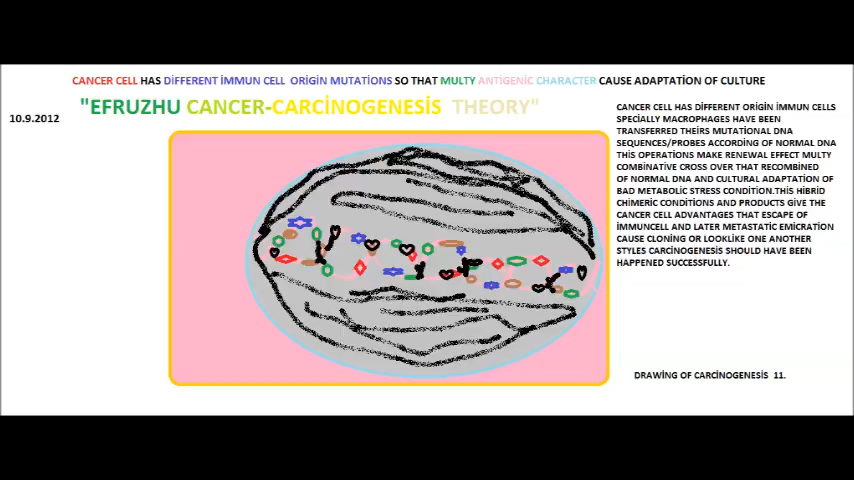 CANCER CELL HAS DİFFERENT İMMUN CELL ORİGİN MUTATIONS SO THAT MULTY ANTİGENİC CHARACTER CAUSE ADAPTATİON OF CULTURE
"EFRUZHU CANCER-CARCİNOGENESİS THEORY"
10.9.2012
CANCER CELL HAS DİFFERENT ORİGİN İMMUN CELLS
SPECİALLY MACROPHAGES HAVE BEEN
TRANSFERRED THEİRS MUTATİONAL DNA
SEQUENCES/PROBES ACCORDİNG OF NORMAL DNA
THİS OPERATİONS MAKE RENEWAL EFFECT MULTY
COMBİNATİVE CROSS OVER THAT RECOMBİNED
OF NORMAL DNA AND CULTURAL ADAPTATİON OF
BAD METABOLİC STRESS CONDİTİON.THİS HİBRİD
CHİMERİC CONDİTİONS AND PRODUCTS GİVE THE
CANCER CELL ADVANTAGES THAT ESCAPE OF
İMMUNCELL AND LATER METASTATİC EMİCRATİON
CAUSE CLONİNG OR LOOKLİKE ONE ANOTHER
STYLES CARCİNOGENESİS SHOULD HAVE BEEN
HAPPENED SUCCESSFULLY.
DRAWİNG OF CARCİNOGENESİS 11.